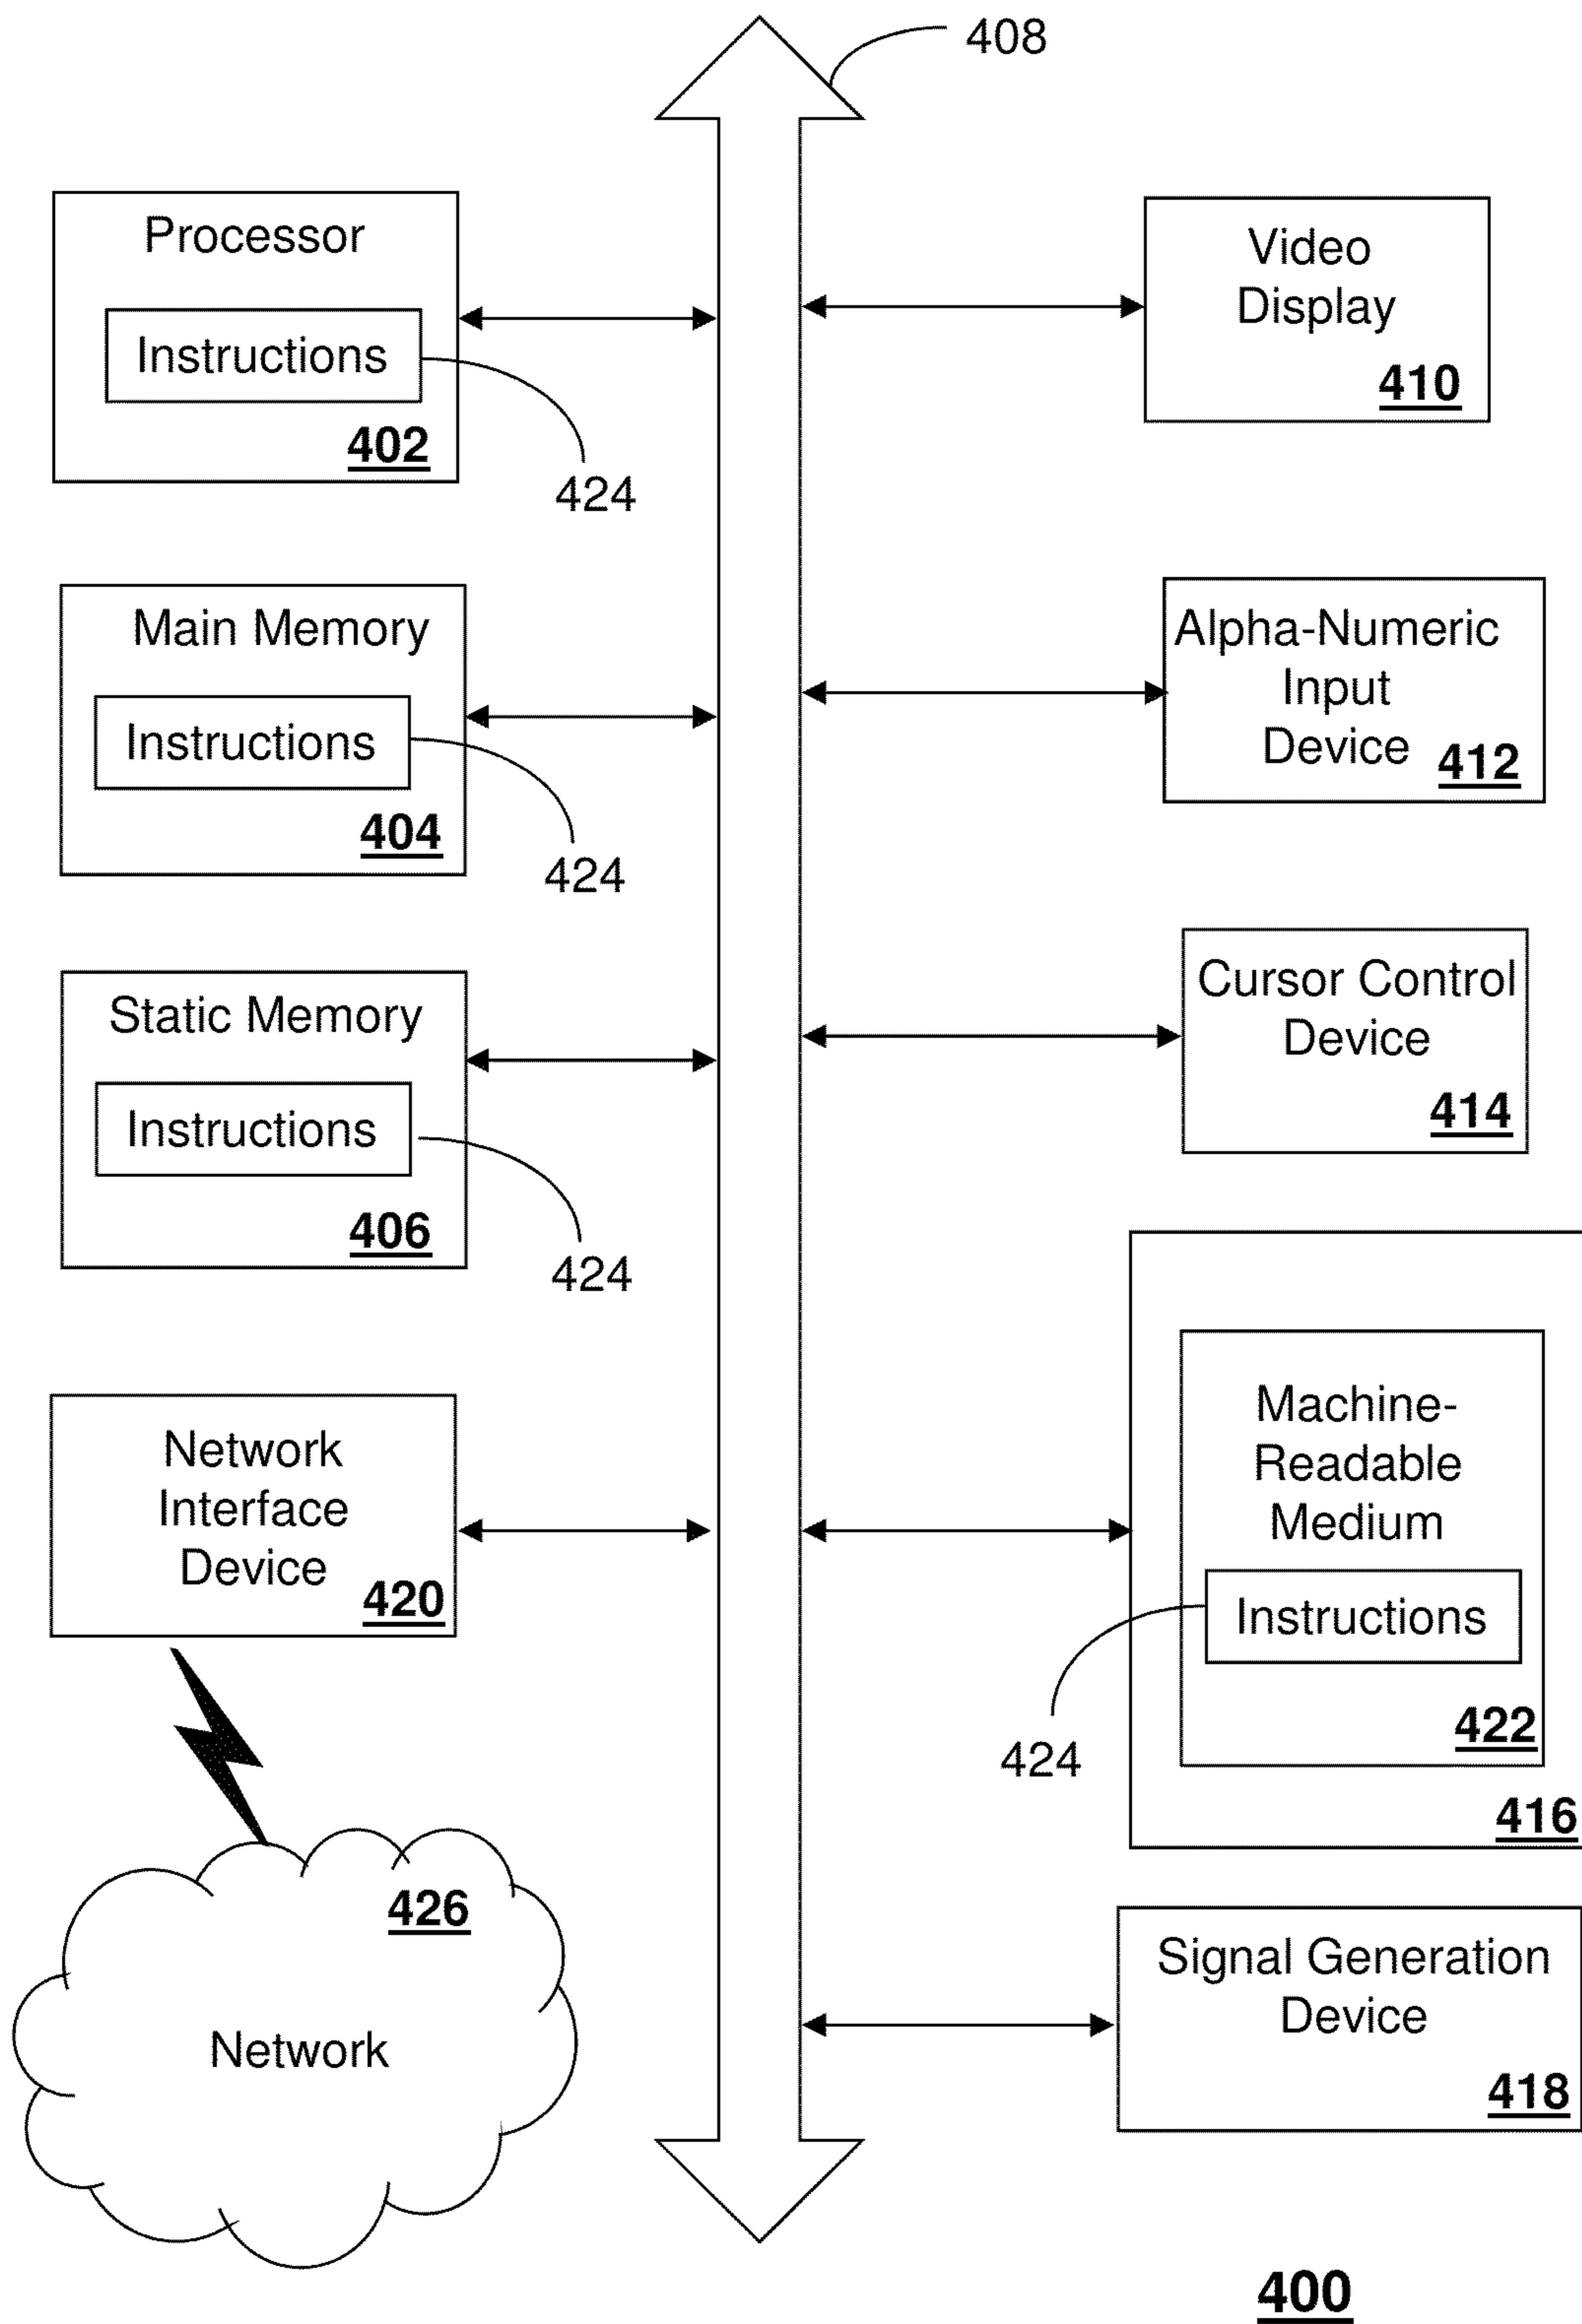 408
Processor
Instructions
402
424
Main Memory
Instructions
404
424
Static Memory
Instructions
406
424
Network
Interface
Device
420
426
Network
Video
Display
410
Alpha-Numeric
Input
Device
412
Cursor Control
Device
414
Machine-
Readable
Medium
Instructions
422
424
416
Signal Generation
Device
418
400